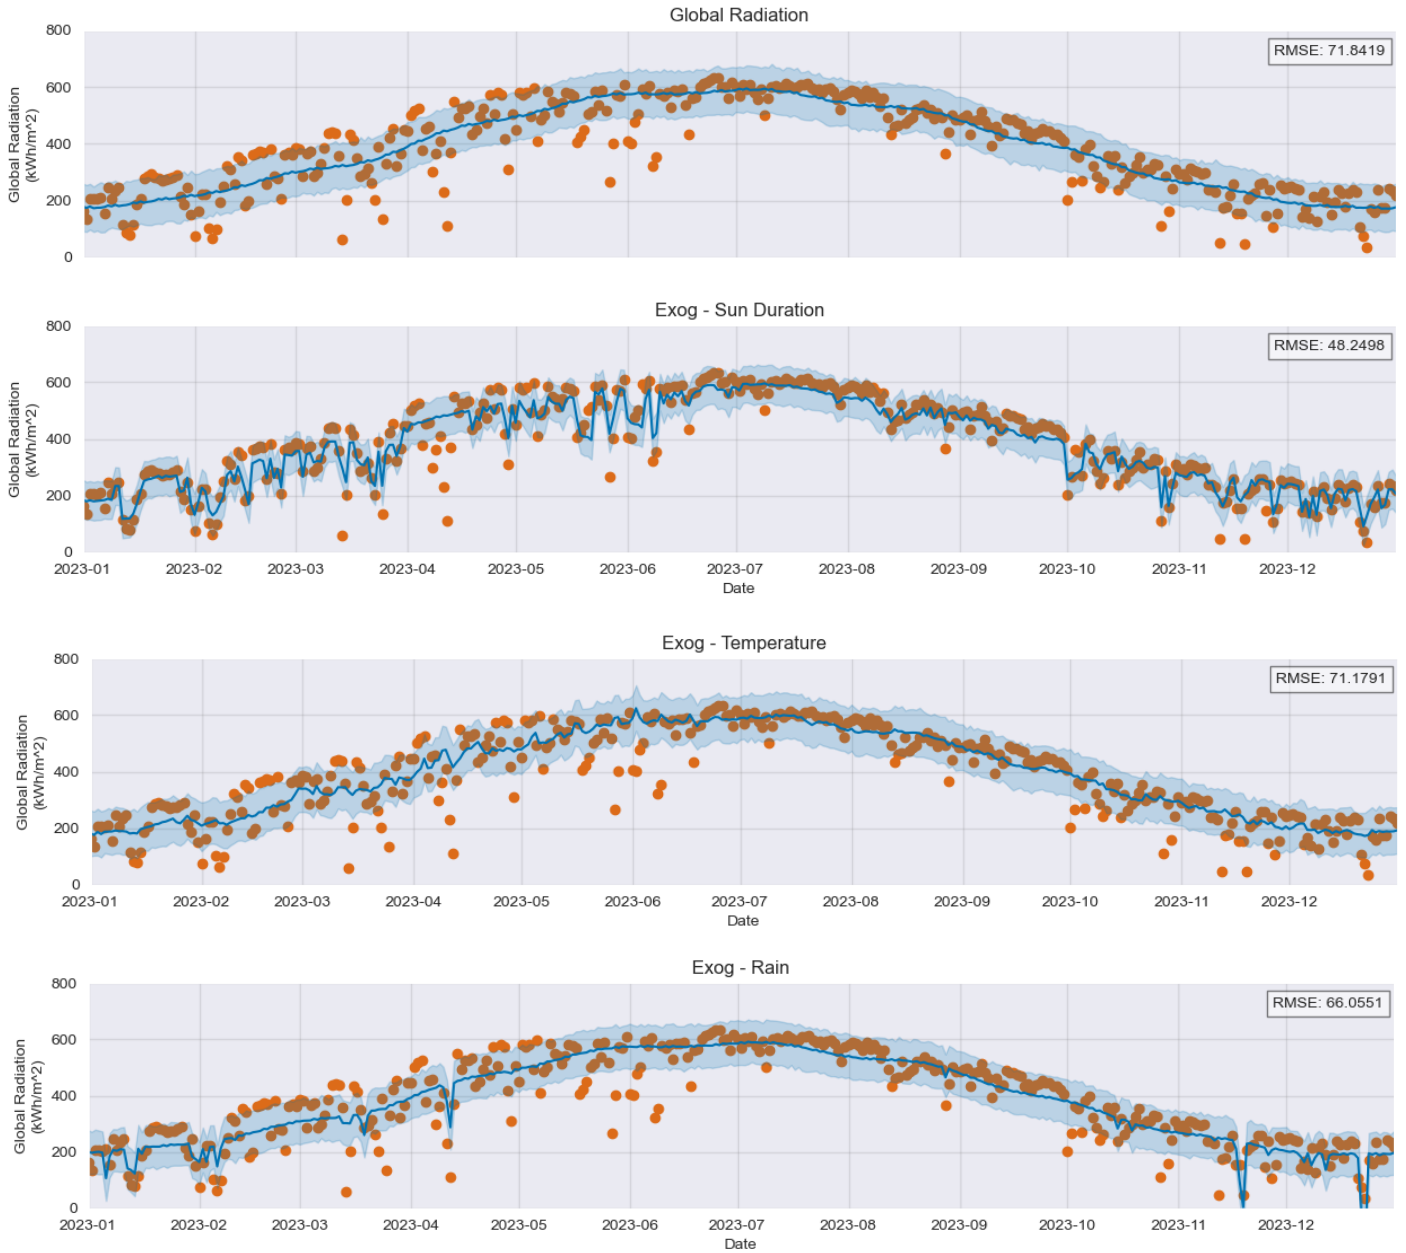 Global Radiation
RMSE: 71.8419
Global Radiation
(kWh/m^2)
800
600
400
200
0
Exog - Sun Duration
RMSE: 48.2498
Global Radiation
(kWh/m^2)
800
600
400
200
0
2023-01 2023-02 2023-03 2023-04 2023-05 2023-06 2023-07 2023-08 2023-09 2023-10 2023-11 2023-12
Date
Exog - Temperature
RMSE: 71.1791
Global Radiation
(kWh/m^2)
800
600
400
200
0
2023-01 2023-02 2023-03 2023-04 2023-05 2023-06 2023-07 2023-08 2023-09 2023-10 2023-11 2023-12
Date
Exog - Rain
RMSE: 66.0551
Global Radiation
(kWh/m^2)
800
600
400
200
0
2023-01 2023-02 2023-03 2023-04 2023-05 2023-06 2023-07 2023-08 2023-09 2023-10 2023-11 2023-12
Date